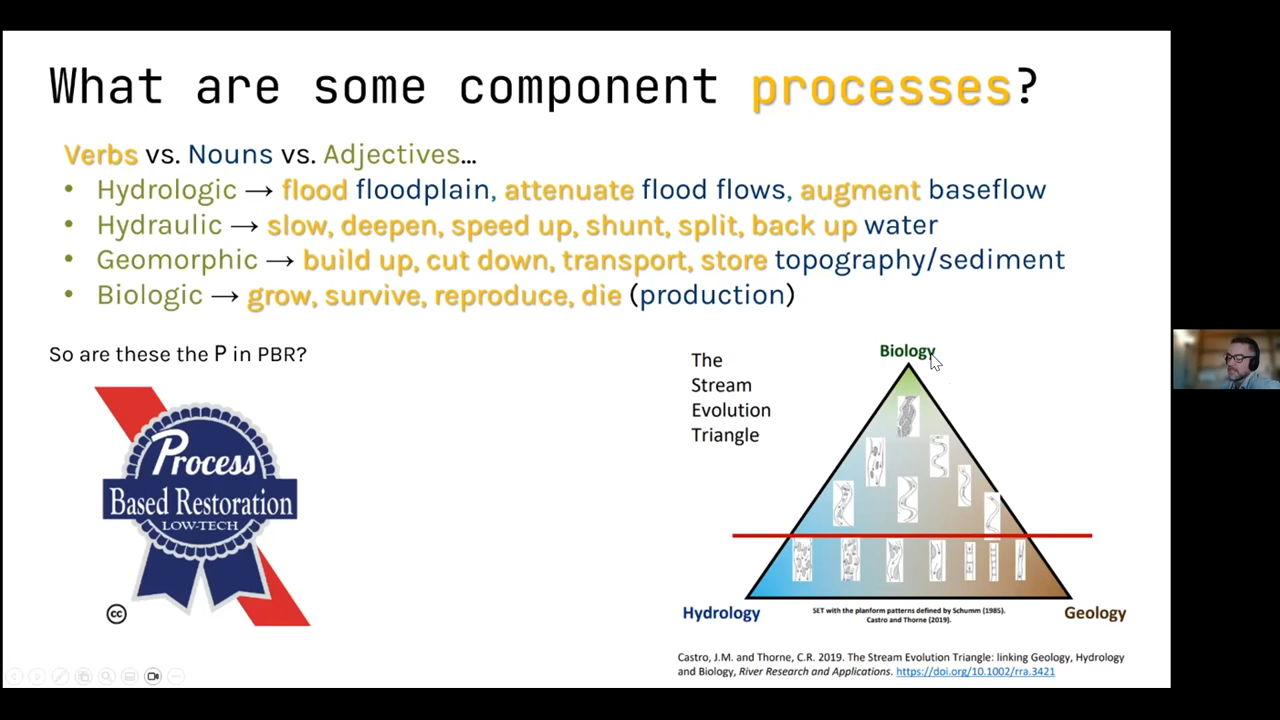 What are some component processes?
Verbs vs. Nouns vs. Adjectives…
• Hydrologic → flood floodplain, attenuate flood flows, augment baseflow
• Hydraulic → slow, deepen, speed up, shunt, split, back up water
• Geomorphic → build up, cut down, transport, store topography/sediment
• Biologic → grow, survive, reproduce, die (production)
So are these the P in PBR?
Process
Based Restoration
LOW-TECH
cc
The
Stream
Evolution
Triangle
Biology
Hydrology
Geology
SET with the planform patterns defined by Schumm (1985).
Castro and Thorne (2019).
Castro, J.M. and Thorne, C.R. 2019. The Stream Evolution Triangle: linking Geology, Hydrology
and Biology, River Research and Applications. https://doi.org/10.1002/rra.3421